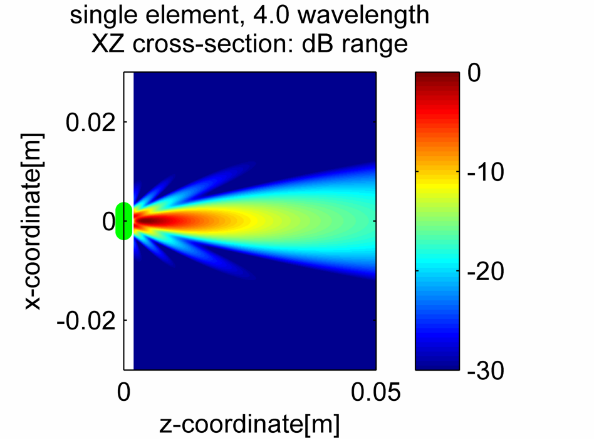 single element, 4.0 wavelength
XZ cross-section: dB range
x-coordinate[m]
0.02
0
-0.02
0
0.05
z-coordinate[m]
0
-10
-20
-30